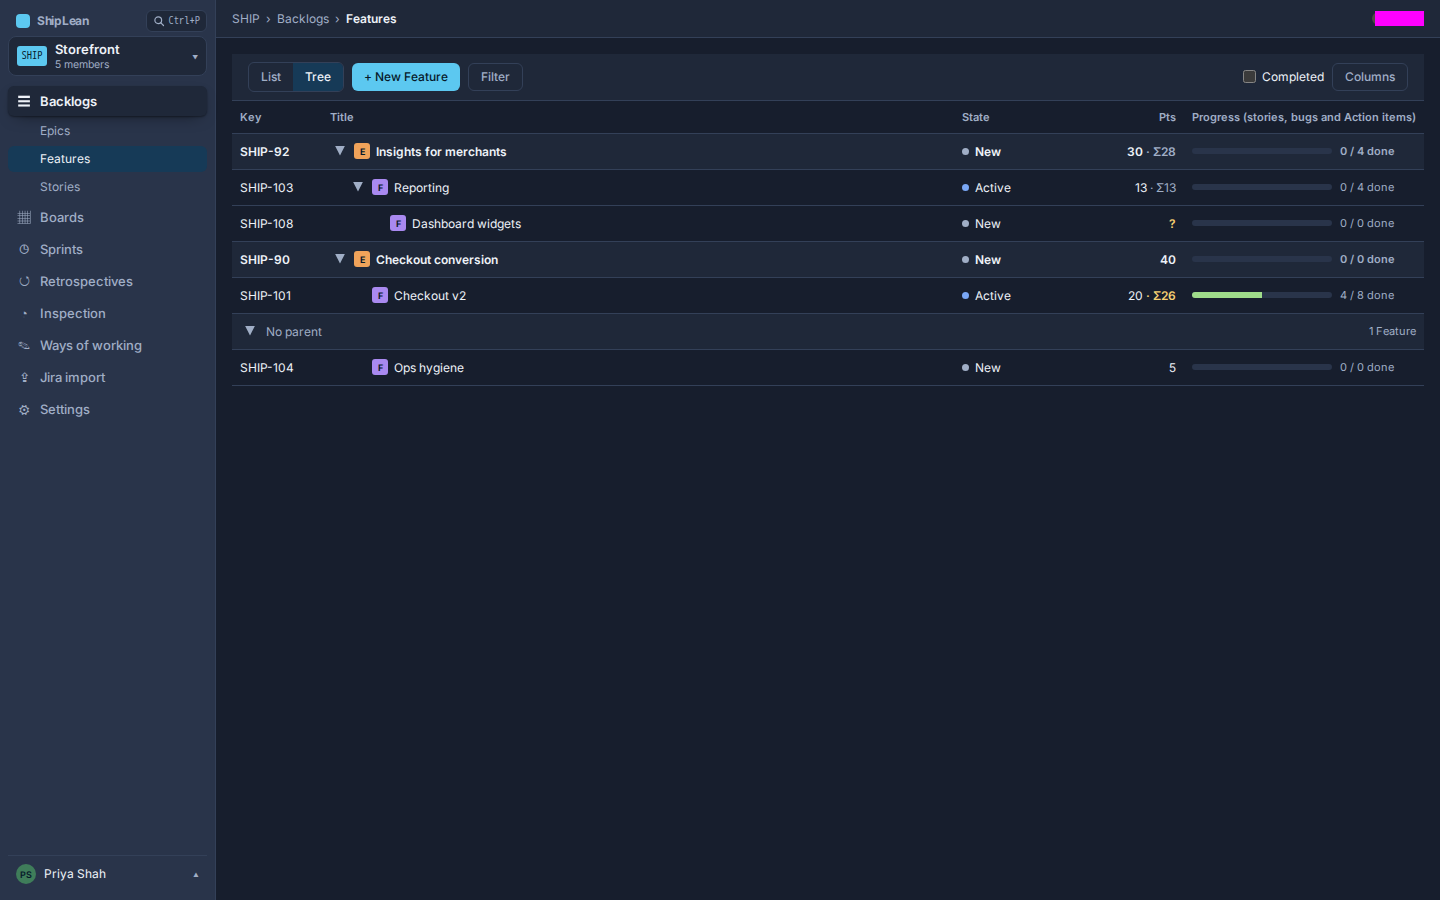 ShipLean Ctrl+P
SHIP Storefront
5 members
Backlogs
Epics
Features
Stories
Boards
Sprints
Retrospectives
Inspection
Ways of working
Jira import
Settings
PS Priya Shah
SHIP › Backlogs › Features
List Tree + New Feature Filter Completed Columns
Key Title State Pts Progress (stories, bugs and Action items)
SHIP-92 E Insights for merchants New 30 · Σ28 0 / 4 done
SHIP-103 F Reporting Active 13 · Σ13 0 / 4 done
SHIP-108 F Dashboard widgets New ? 0 / 0 done
SHIP-90 E Checkout conversion New 40 0 / 0 done
SHIP-101 F Checkout v2 Active 20 · Σ26 4 / 8 done
No parent 1 Feature
SHIP-104 F Ops hygiene New 5 0 / 0 done